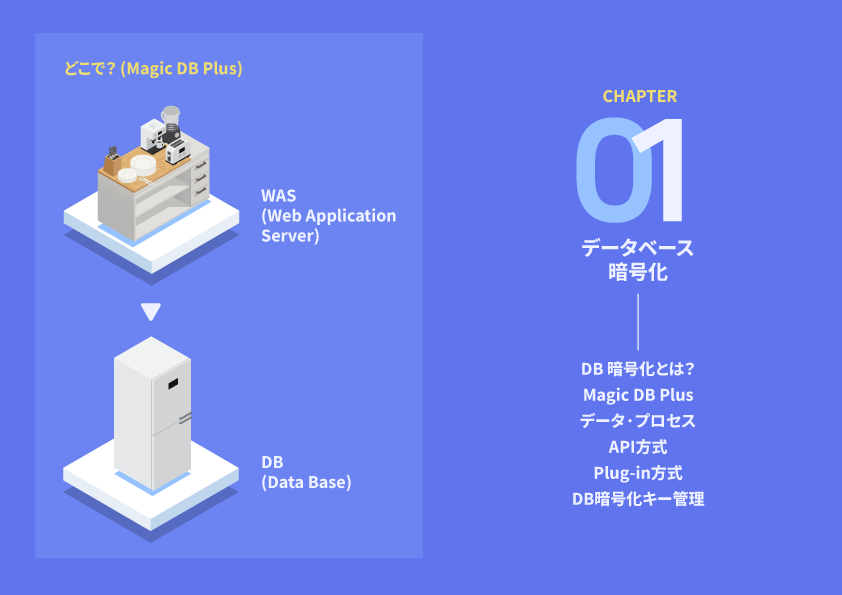 どこで? (Magic DB Plus)
WAS
(Web Application
Server)
DB
(Data Base)
CHAPTER
01
データベース
暗号化
DB 暗号化とは?
Magic DB Plus
データ·プロセス
API方式
Plug-in方式
DB暗号化キー管理